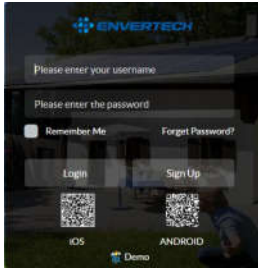 ENVERTECH
Please enter your username
Please enter the password
Remember Me Forget Password?
Login Sign Up
iOS ANDROID
Demo